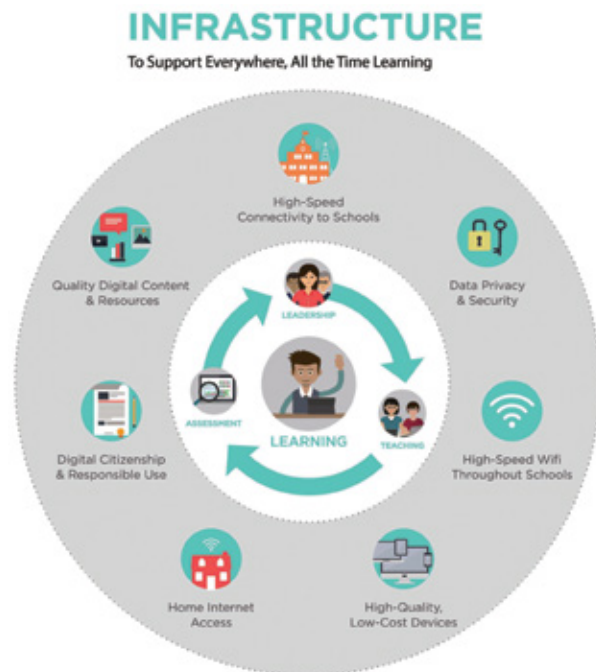 INFRASTRUCTURE
To Support Everywhere, All the Time Learning
High-Speed
Connectivity to Schools
Quality Digital Content
& Resources
Data Privacy
& Security
LEADERSHIP
ASSESSMENT
LEARNING
TEACHING
Digital Citizenship
& Responsible Use
High-Speed Wifi
Throughout Schools
Home Internet
Access
High-Quality,
Low-Cost Devices